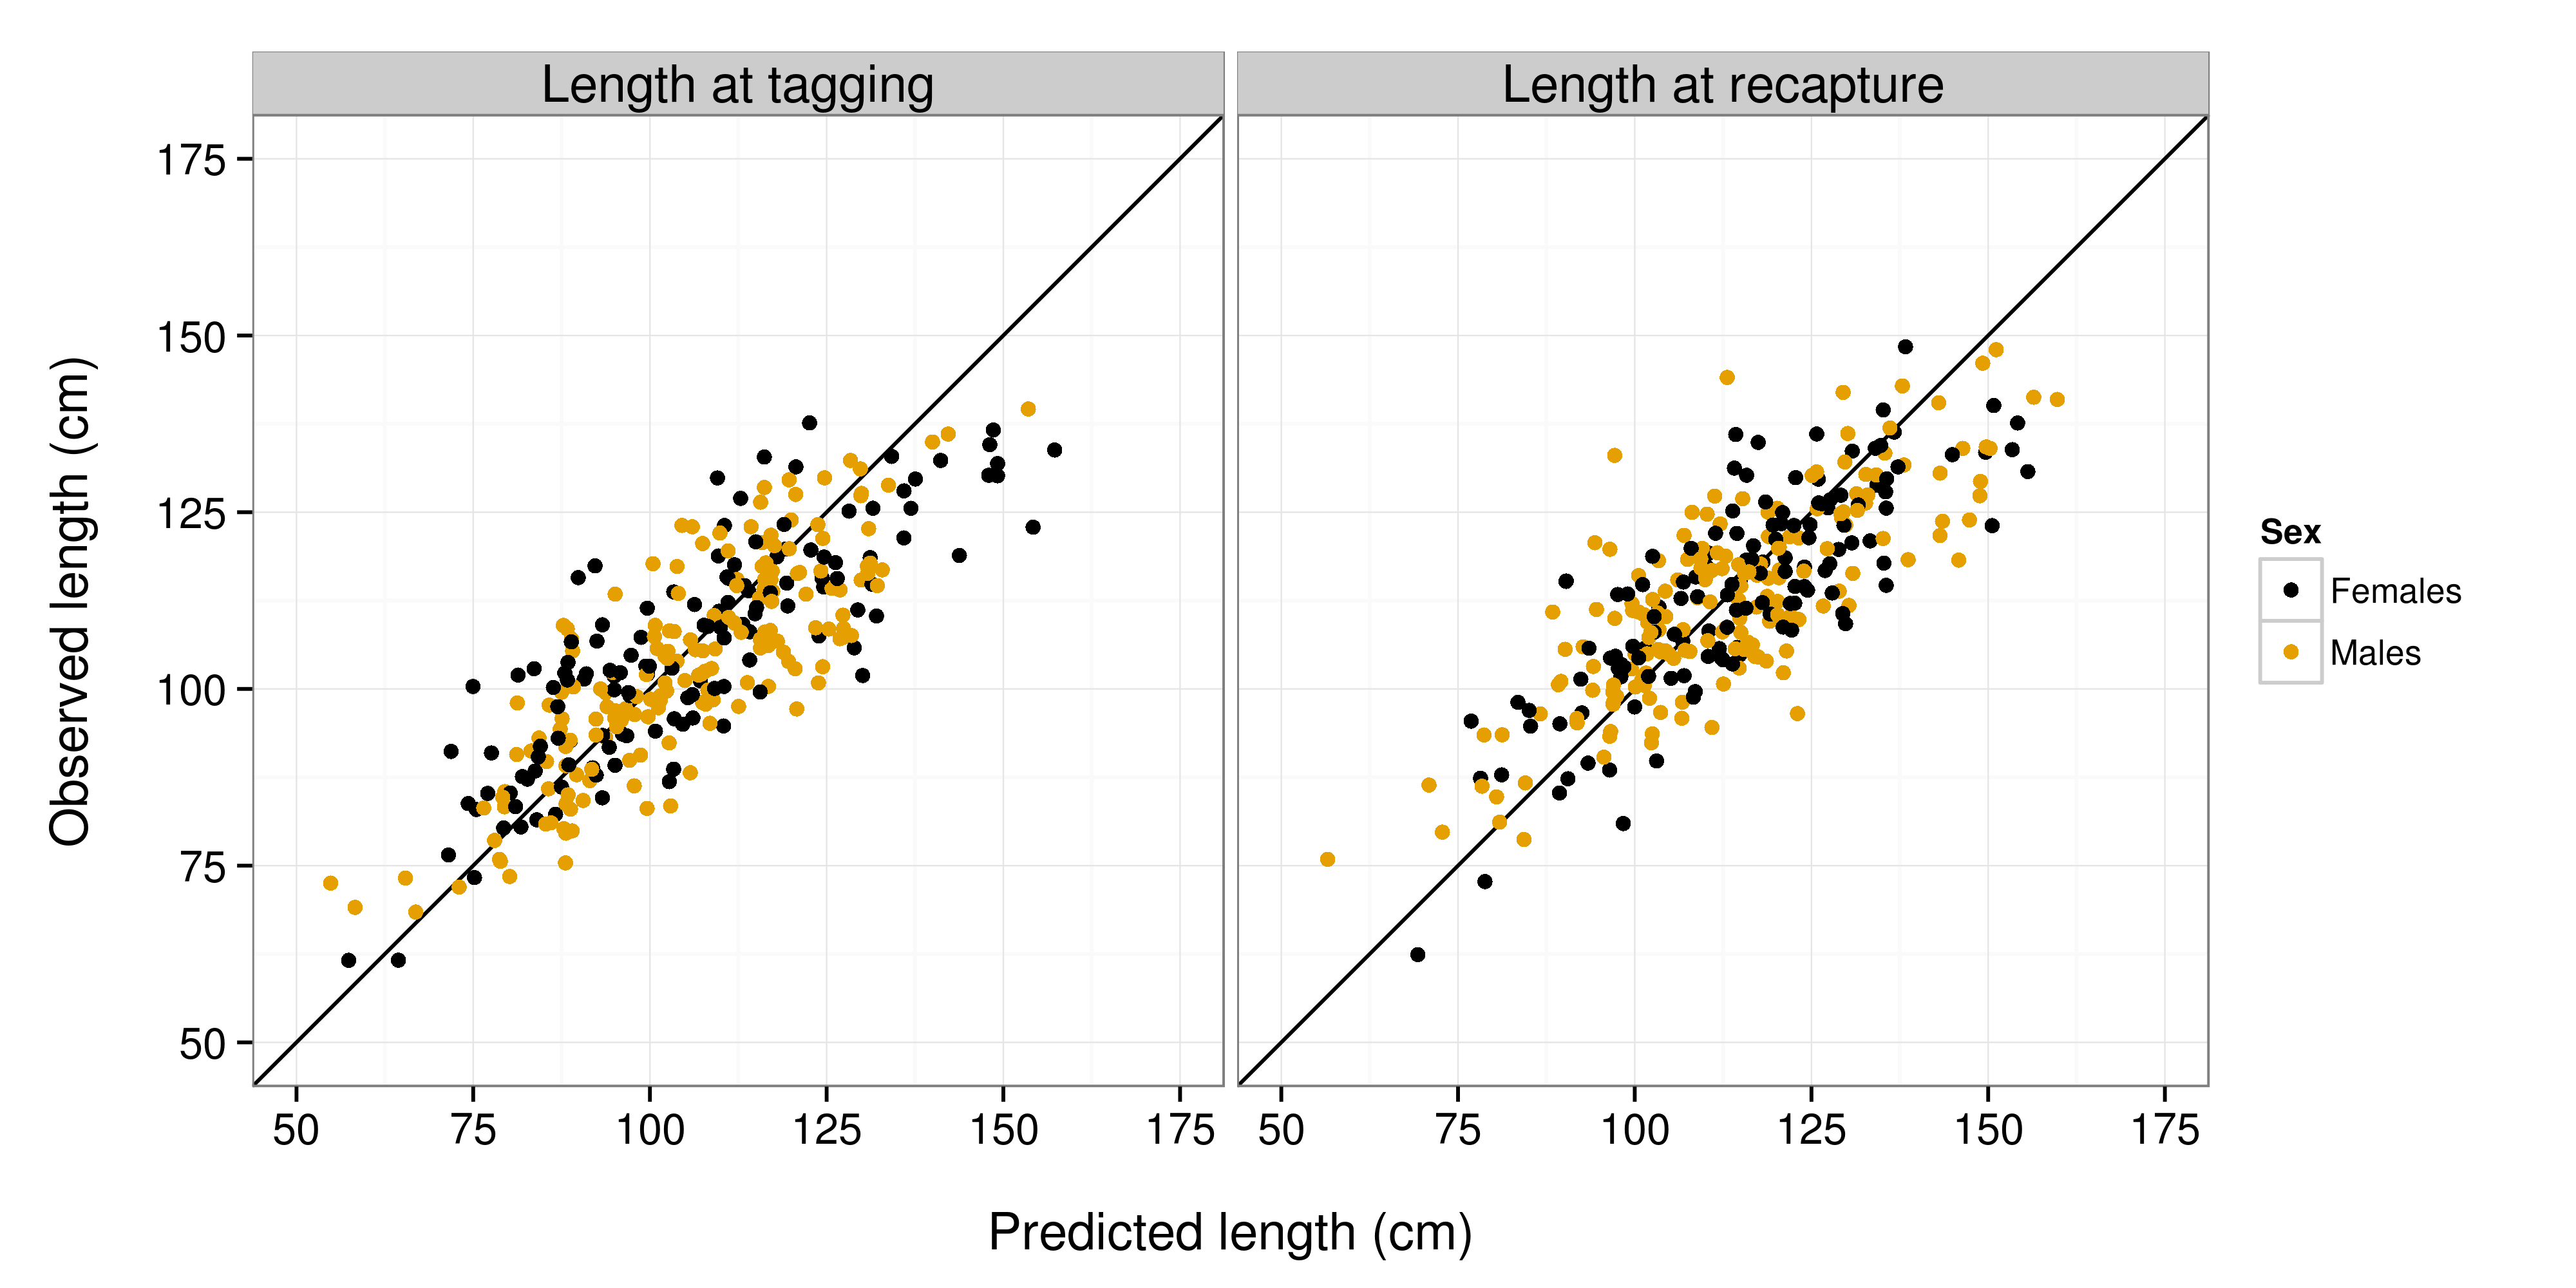 Length at tagging
Length at recapture
175
150
125
100
75
50
Observed length (cm)
50 75 100 125 150 175
50 75 100 125 150 175
Predicted length (cm)
Sex
Females
Males